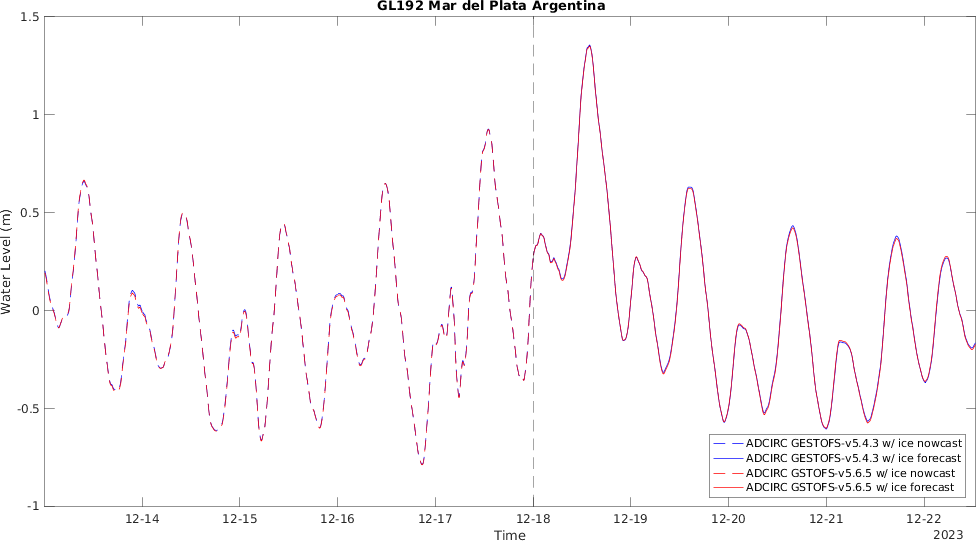 GL192 Mar del Plata Argentina
1.5
1
0.5
0
-0.5
-1
Water Level (m)
12-14 12-15 12-16 12-17 12-18 12-19 12-20 12-21 12-22
Time
2023
ADCIRC GESTOFS-v5.4.3 w/ ice nowcast
ADCIRC GESTOFS-v5.4.3 w/ ice forecast
ADCIRC GSTOFS-v5.6.5 w/ ice nowcast
ADCIRC GSTOFS-v5.6.5 w/ ice forecast